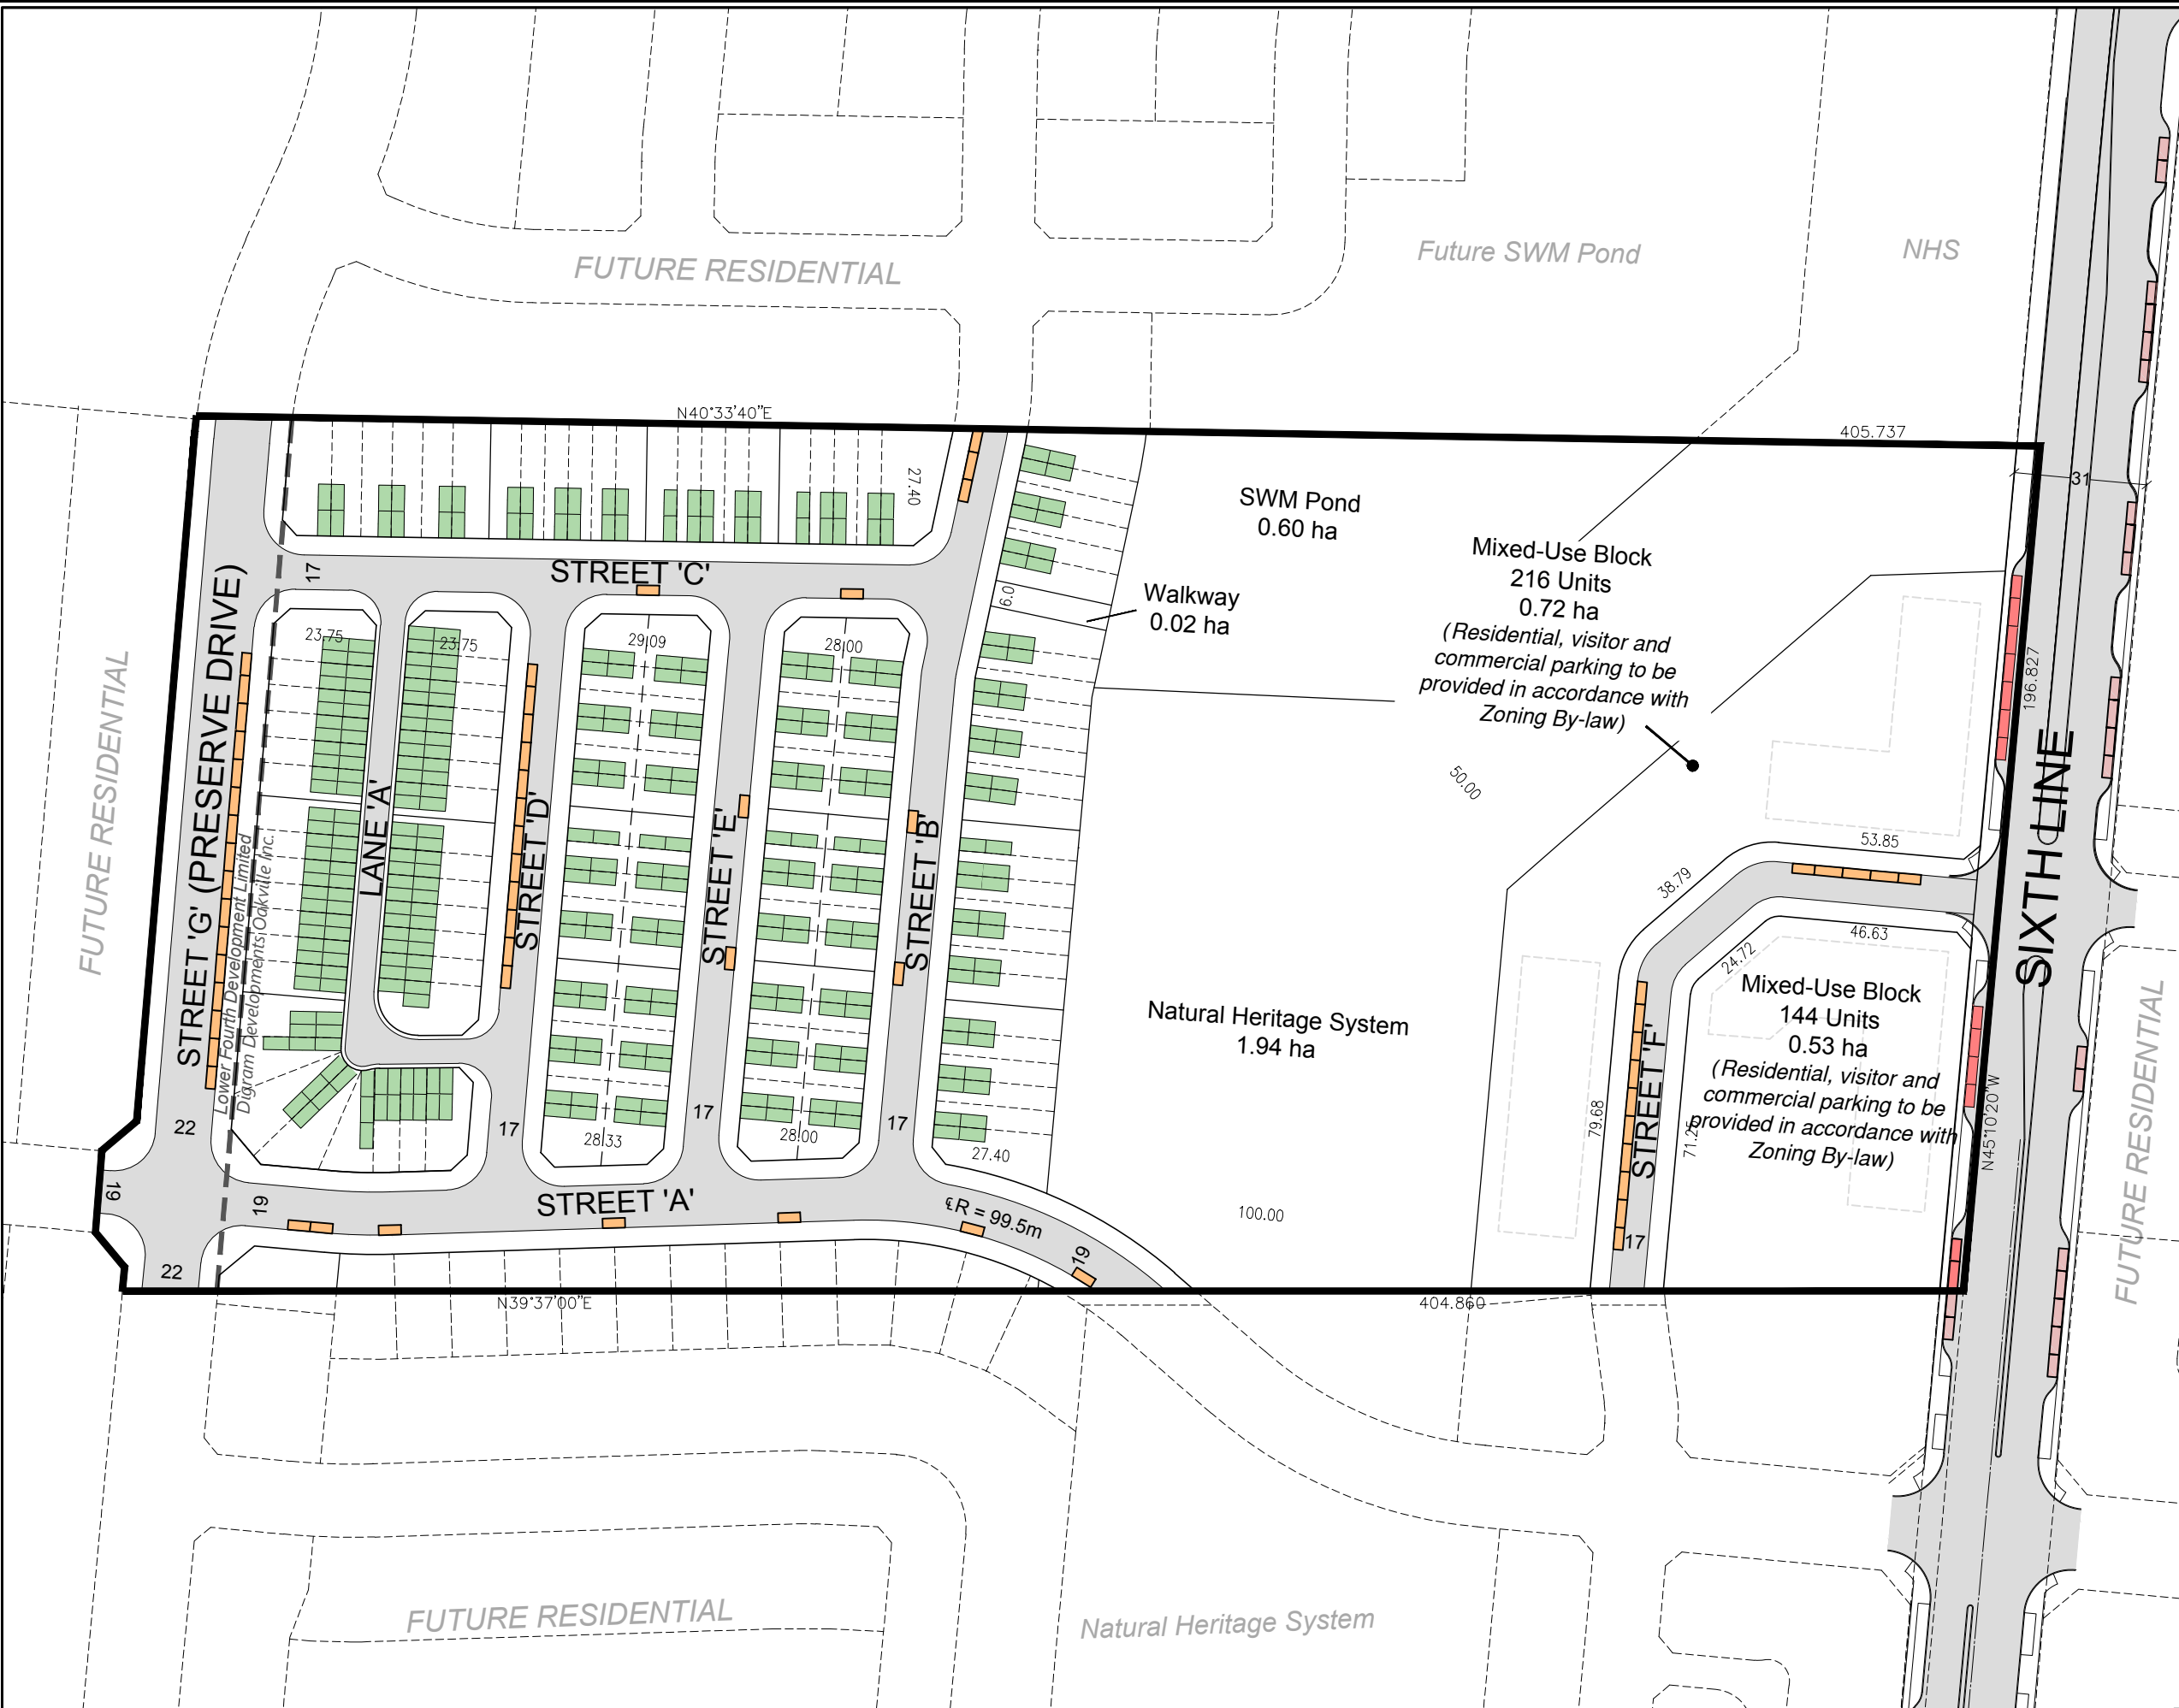 FUTURE RESIDENTIAL
Future SWM Pond
NHS
N40°33'40"E
405.737
31
27.40
SWM Pond
0.60 ha
Mixed-Use Block
216 Units
0.72 ha
(Residential, visitor and
commercial parking to be
provided in accordance with
Zoning By-law)
Walkway
0.02 ha
6.0
17
STREET 'C'
23.75
23.75
29.09
28.00
196.827
FUTURE RESIDENTIAL
STREET 'G' (PRESERVE DRIVE)
Lower Fourth Development Limited
Digram Developments Oakville Inc.
LANE 'A'
STREET 'D'
STREET 'E'
STREET 'B'
50.00
53.85
38.79
SIXTH LINE
46.63
24.72
Mixed-Use Block
144 Units
0.53 ha
(Residential, visitor and
commercial parking to be
provided in accordance with
Zoning By-law)
Natural Heritage System
1.94 ha
79.68
STREET 'F'
71.25
N45°10'20"W
FUTURE RESIDENTIAL
22
17
28.33
17
28.00
17
27.40
19
19
STREET 'A'
℄ R = 99.5m
19
100.00
17
22
N39°37'00"E
404.860
FUTURE RESIDENTIAL
Natural Heritage System